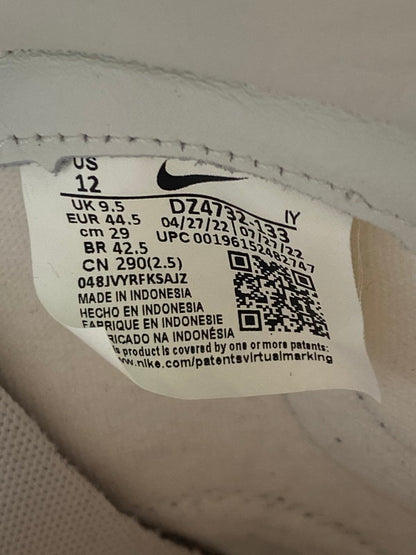 US
12
UK 9.5
EUR 44.5
cm 29
BR 42.5
CN 290(2.5)
DZ4732-133 IY
04/27/22 | 07/27/22
UPC 00196152482747
048JVYRFKSAJZ
MADE IN INDONESIA
HECHO EN INDONESIA
FABRIQUE EN INDONESIE
RICADO NA INDONÉSIA
is product is covered by one or more patents:
w.nike.com/patentsvirtualmarking